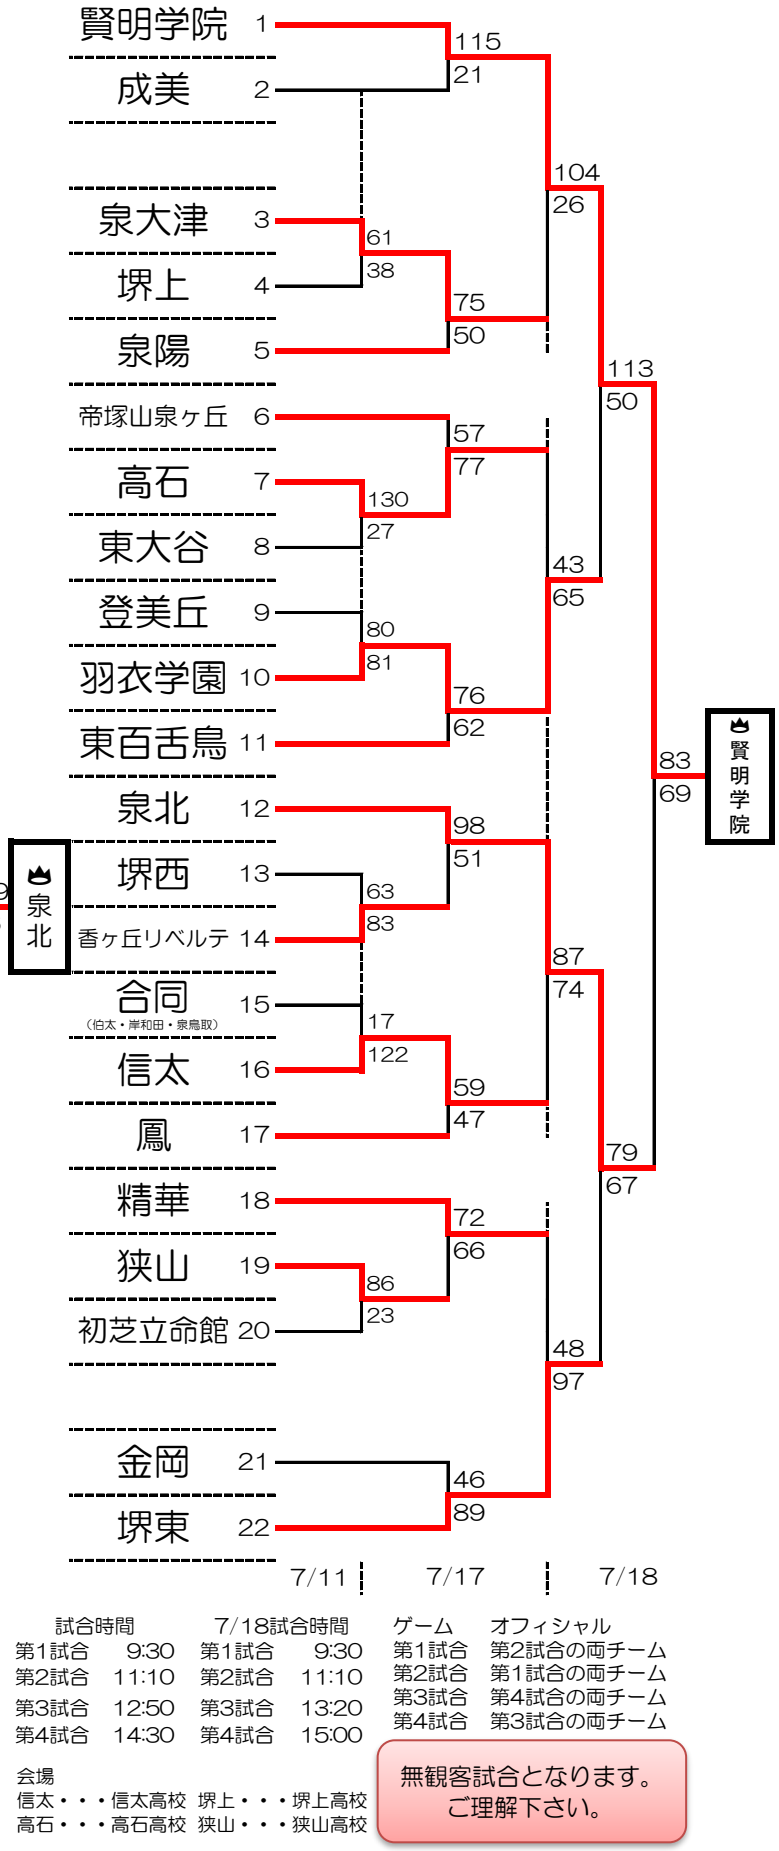 賢明学院 1
115
21
成美 2
104
26
泉大津 3
61
38
堺上 4
75
50
泉陽 5
113
50
帝塚山泉ヶ丘 6
57
77
高石 7
130
27
東大谷 8
43
65
登美丘 9
80
81
羽衣学園 10
76
62
東百舌鳥 11
83
69
賢明学院
泉北 12
98
51
堺西 13
63
83
泉北
香ヶ丘リベルテ 14
87
74
合同 15
（伯太・岸和田・泉鳥取）
17
122
信太 16
59
47
鳳 17
79
67
精華 18
72
66
狭山 19
86
23
初芝立命館 20
48
97
金岡 21
46
89
堺東 22
7/11 7/17 7/18
試合時間 7/18試合時間 ゲーム オフィシャル
第1試合 9:30 第1試合 9:30 第1試合 第2試合の両チーム
第2試合 11:10 第2試合 11:10 第2試合 第1試合の両チーム
第3試合 12:50 第3試合 13:20 第3試合 第4試合の両チーム
第4試合 14:30 第4試合 15:00 第4試合 第3試合の両チーム
会場
信太・・・信太高校 堺上・・・堺上高校
高石・・・高石高校 狭山・・・狭山高校
無観客試合となります。
ご理解下さい。